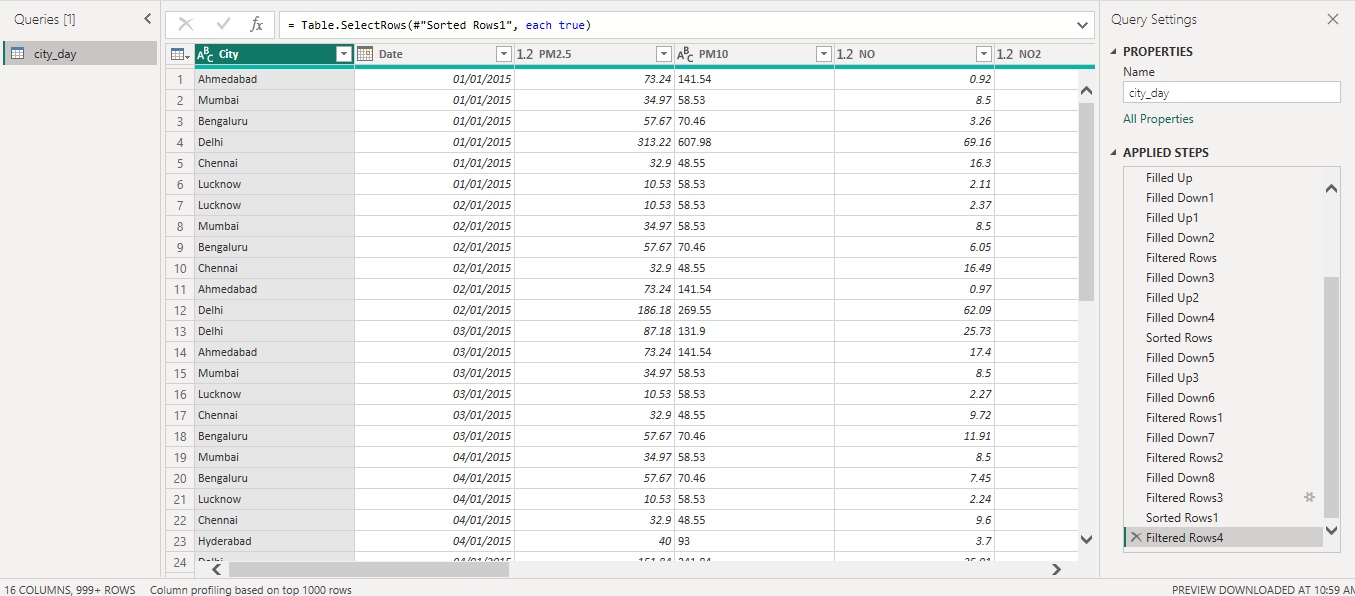 Queries [1]
fx
= Table.SelectRows(#"Sorted Rows1", each true)
Query Settings
city_day
PROPERTIES
Name
city_day
All Properties
APPLIED STEPS
Filled Up
Filled Down1
Filled Up1
Filled Down2
Filtered Rows
Filled Down3
Filled Up2
Filled Down4
Sorted Rows
Filled Down5
Filled Up3
Filled Down6
Filtered Rows1
Filled Down7
Filtered Rows2
Filled Down8
Filtered Rows3
Sorted Rows1
Filtered Rows4
ABC City Date 1.2 PM2.5 ABC PM10 1.2 NO 1.2 NO2
1 Ahmedabad 01/01/2015 73.24 141.54 0.92
2 Mumbai 01/01/2015 34.97 58.53 8.5
3 Bengaluru 01/01/2015 57.67 70.46 3.26
4 Delhi 01/01/2015 313.22 607.98 69.16
5 Chennai 01/01/2015 32.9 48.55 16.3
6 Lucknow 01/01/2015 10.53 58.53 2.11
7 Lucknow 02/01/2015 10.53 58.53 2.37
8 Mumbai 02/01/2015 34.97 58.53 8.5
9 Bengaluru 02/01/2015 57.67 70.46 6.05
10 Chennai 02/01/2015 32.9 48.55 16.49
11 Ahmedabad 02/01/2015 73.24 141.54 0.97
12 Delhi 02/01/2015 186.18 269.55 62.09
13 Delhi 03/01/2015 87.18 131.9 25.73
14 Ahmedabad 03/01/2015 73.24 141.54 17.4
15 Mumbai 03/01/2015 34.97 58.53 8.5
16 Lucknow 03/01/2015 10.53 58.53 2.27
17 Chennai 03/01/2015 32.9 48.55 9.72
18 Bengaluru 03/01/2015 57.67 70.46 11.91
19 Mumbai 04/01/2015 34.97 58.53 8.5
20 Bengaluru 04/01/2015 57.67 70.46 7.45
21 Lucknow 04/01/2015 10.53 58.53 2.24
22 Chennai 04/01/2015 32.9 48.55 9.6
23 Hyderabad 04/01/2015 40 93 3.7
24
16 COLUMNS, 999+ ROWS Column profiling based on top 1000 rows
PREVIEW DOWNLOADED AT 10:59 AM